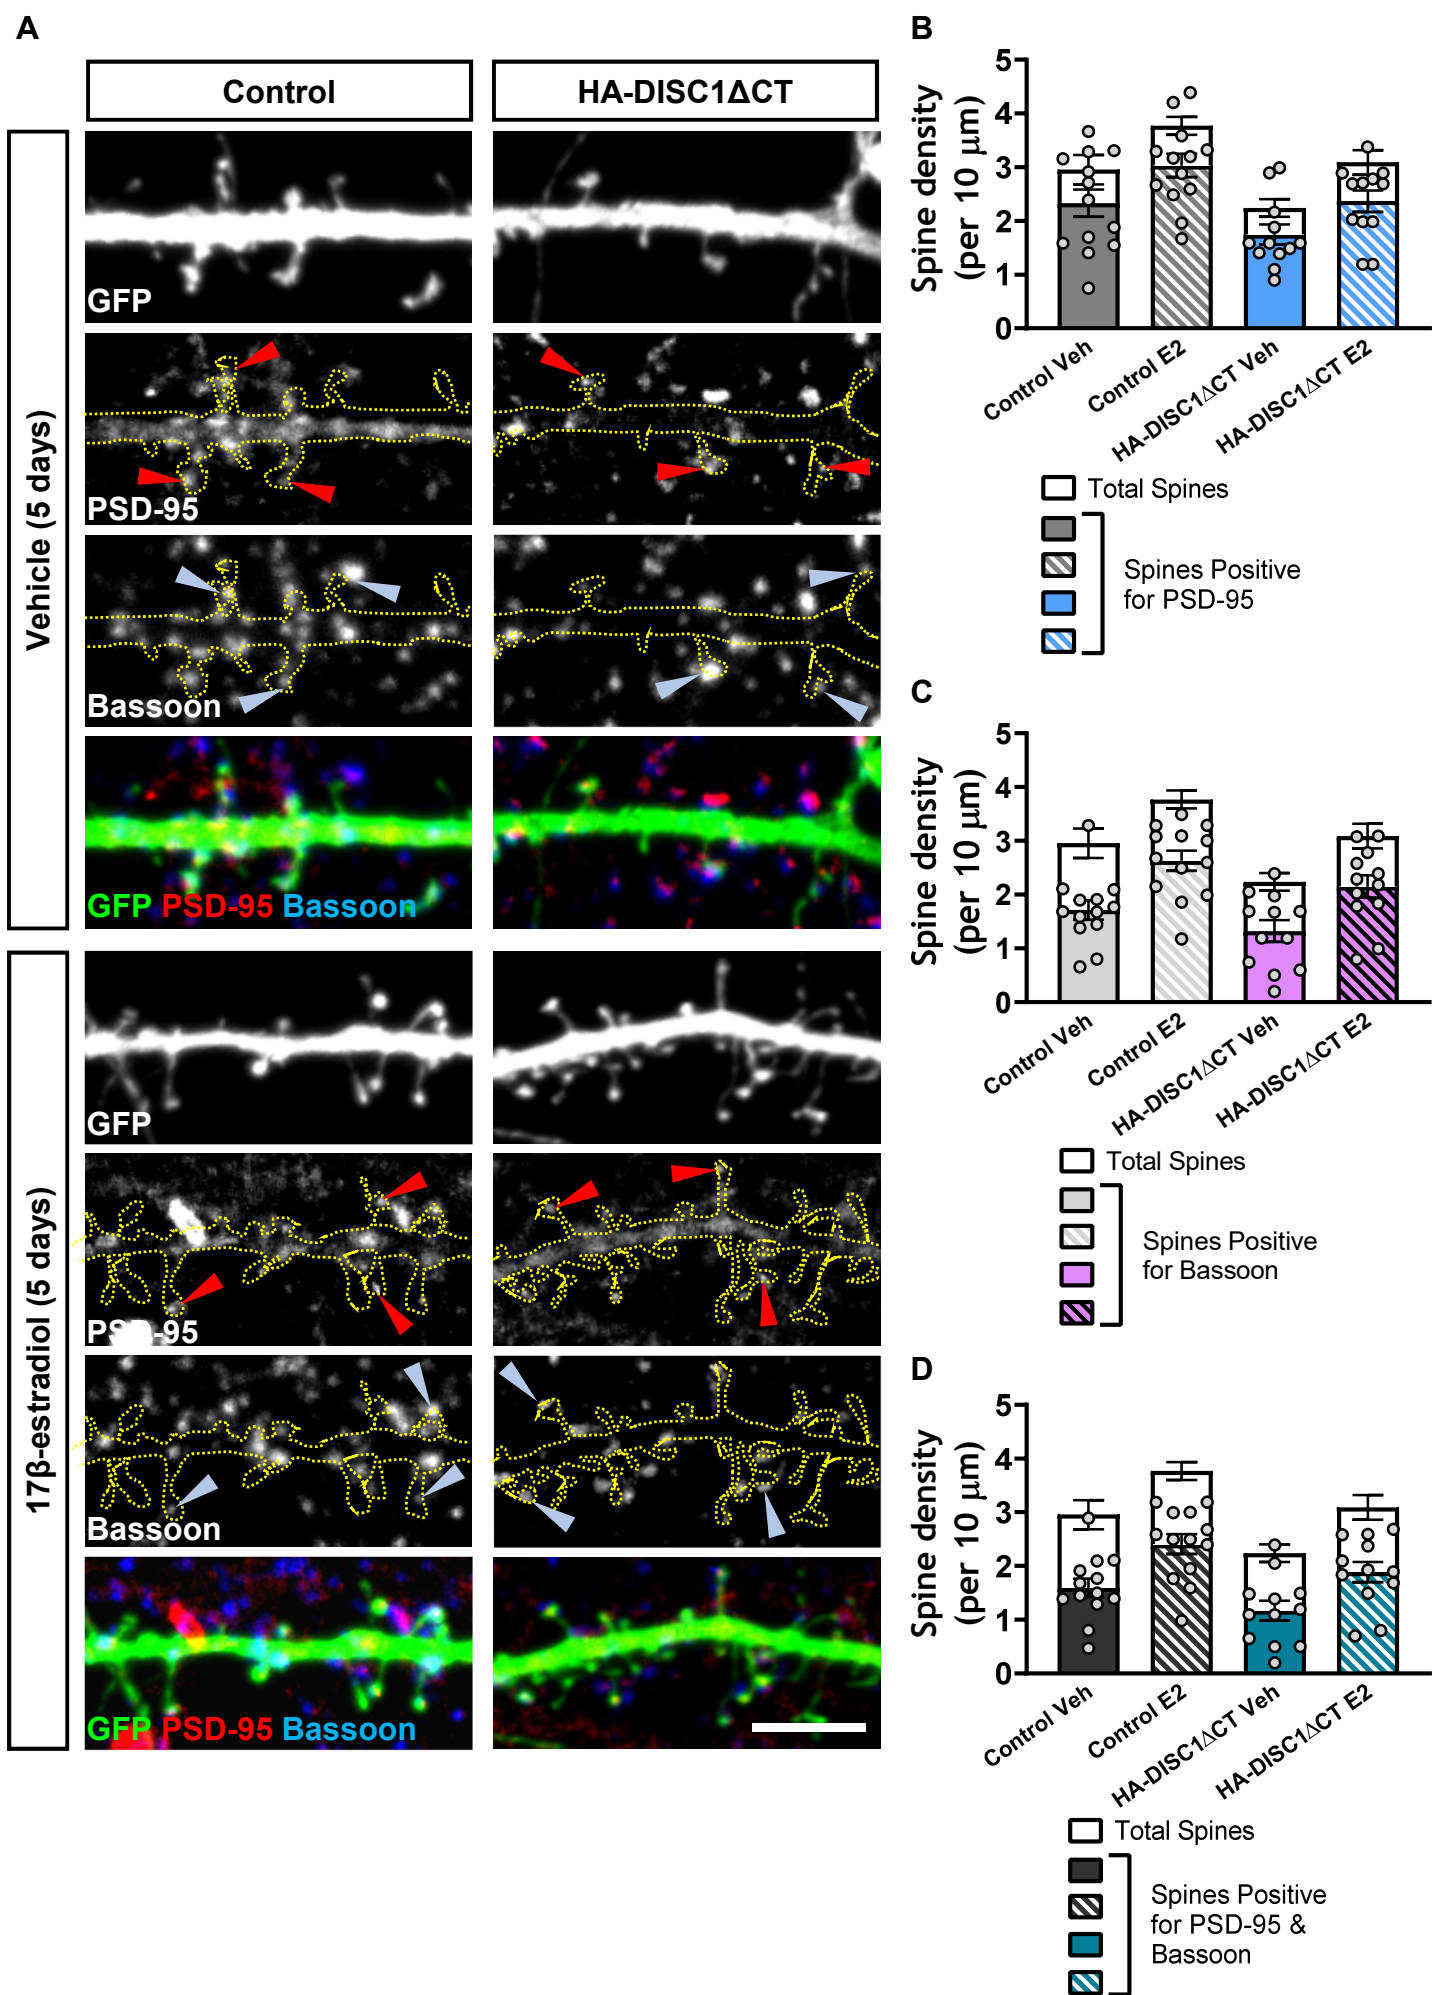 A
Control
HA-DISC1ΔCT
Vehicle (5 days)
GFP
PSD-95
Bassoon
GFP PSD-95 Bassoon
17β-estradiol (5 days)
GFP
PSD-95
Bassoon
GFP PSD-95 Bassoon
B
Spine density
(per 10 μm)
5
4
3
2
1
0
Control Veh
Control E2
HA-DISC1ΔCT Veh
HA-DISC1ΔCT E2
Total Spines
Spines Positive
for PSD-95
C
Spine density
(per 10 μm)
5
4
3
2
1
0
Control Veh
Control E2
HA-DISC1ΔCT Veh
HA-DISC1ΔCT E2
Total Spines
Spines Positive
for Bassoon
D
Spine density
(per 10 μm)
5
4
3
2
1
0
Control Veh
Control E2
HA-DISC1ΔCT Veh
HA-DISC1ΔCT E2
Total Spines
Spines Positive
for PSD-95 &
Bassoon